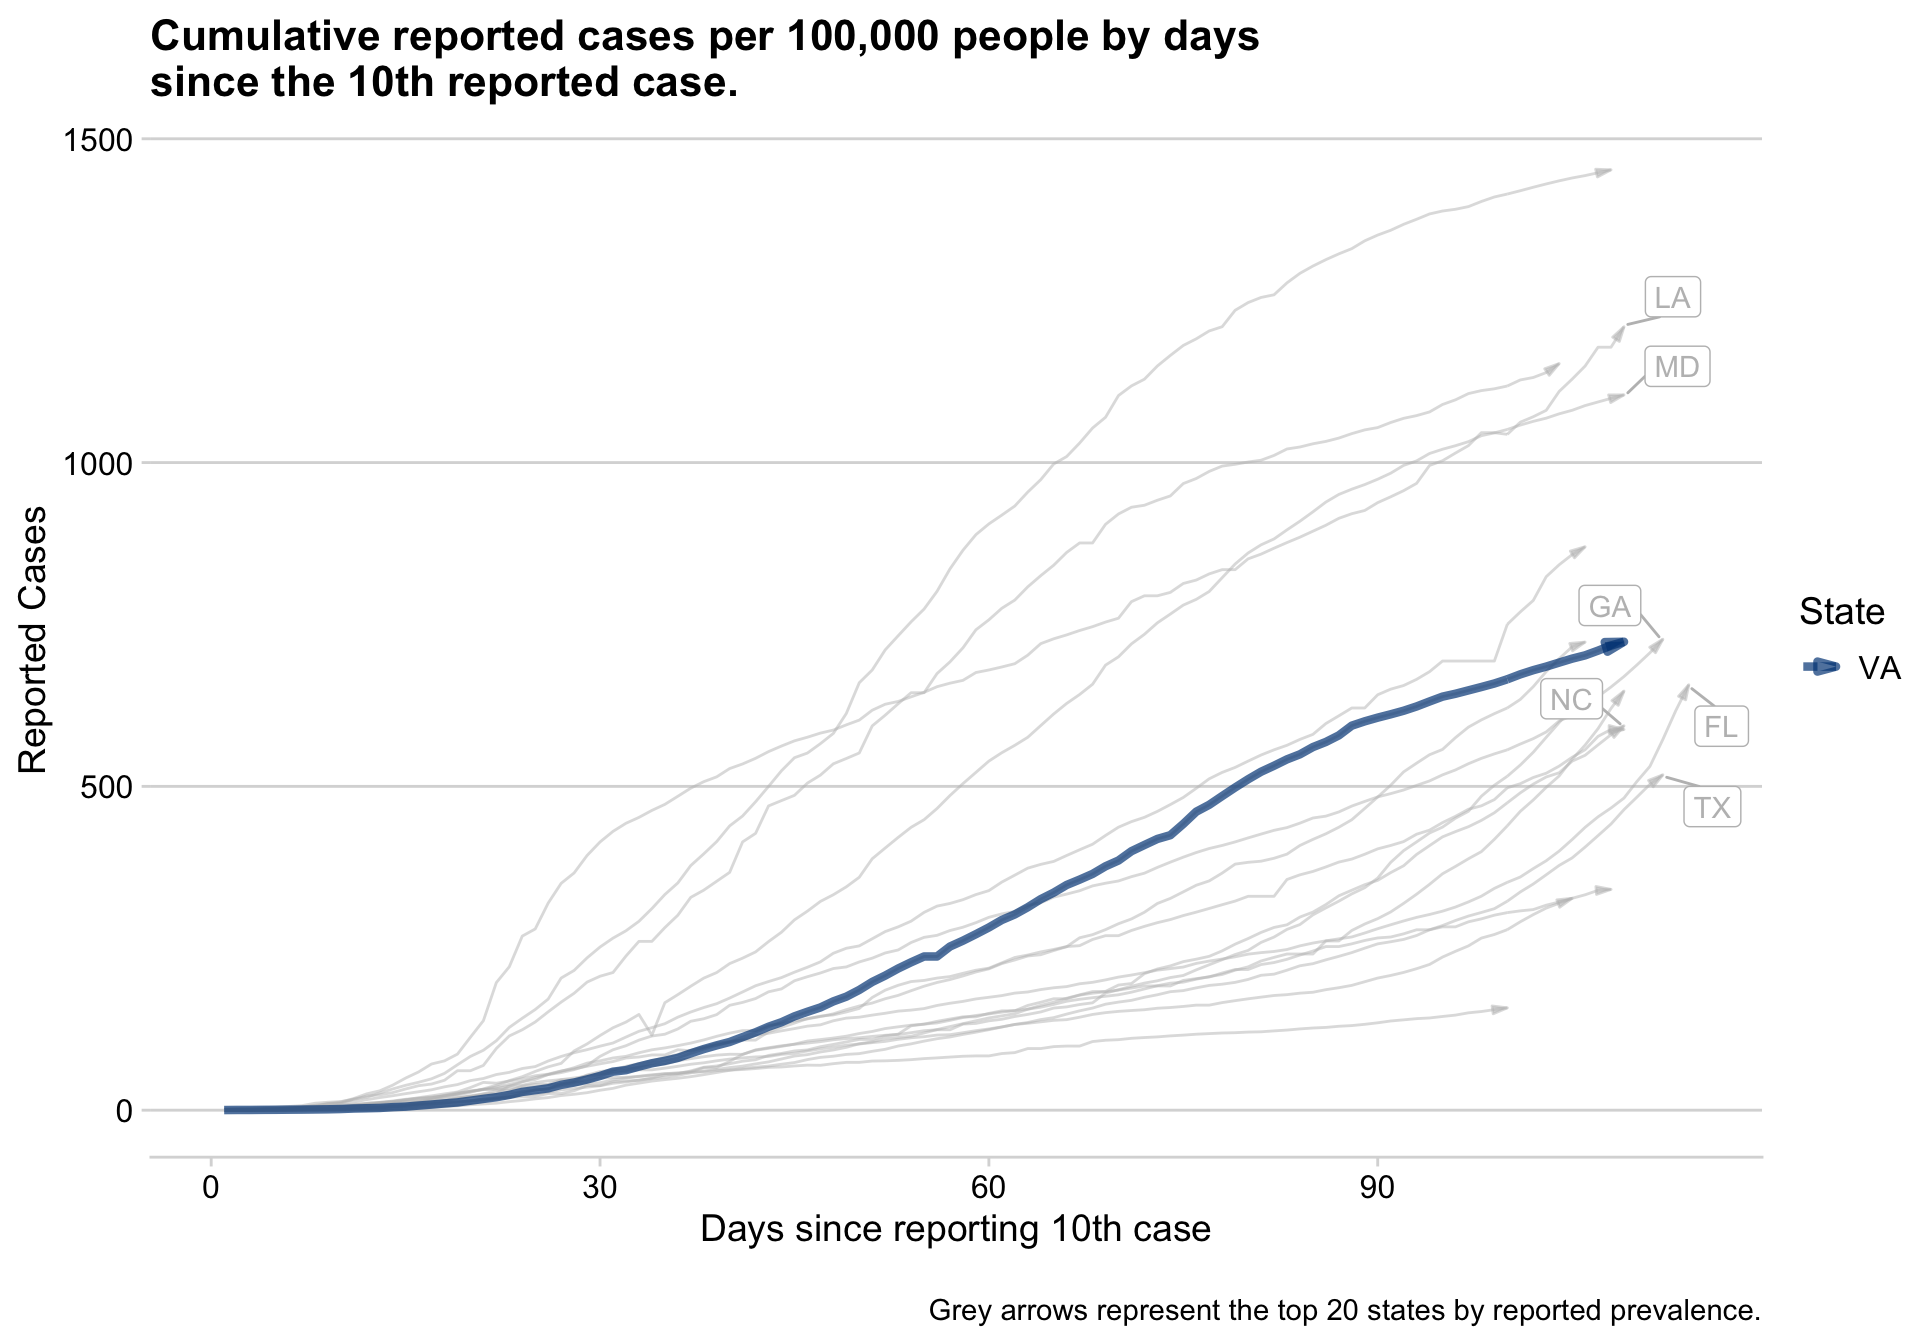 Cumulative reported cases per 100,000 people by days
since the 10th reported case.
1500
1000
500
0
Reported Cases
LA
MD
GA
NC
FL
TX
State
VA
0 30 60 90
Days since reporting 10th case
Grey arrows represent the top 20 states by reported prevalence.